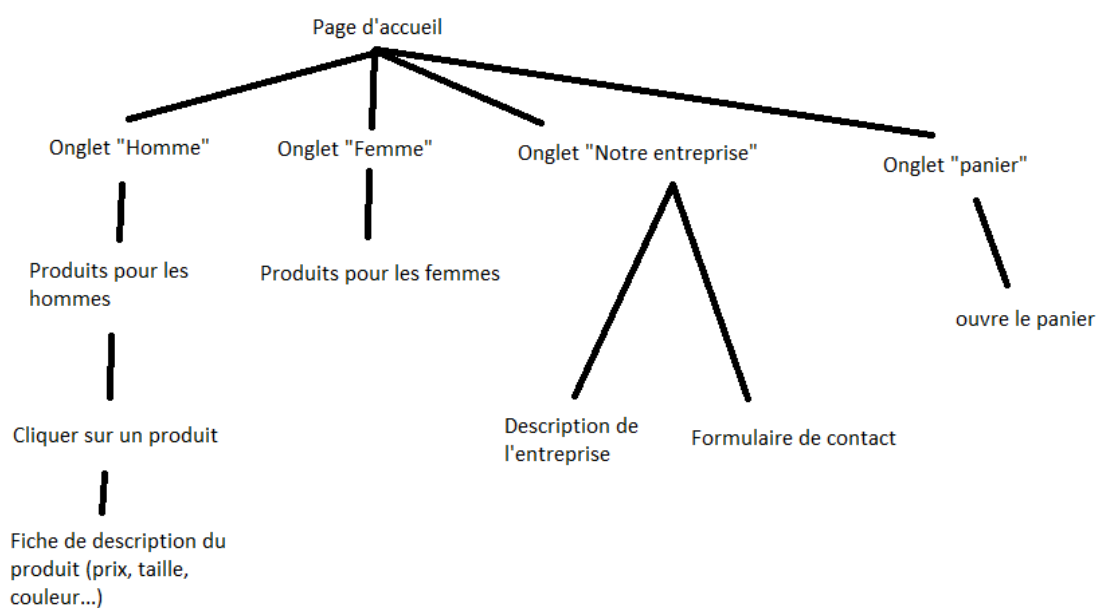 Page d'accueil
Onglet "Homme"
Onglet "Femme"
Onglet "Notre entreprise"
Onglet "panier"
Produits pour les
hommes
Produits pour les femmes
ouvre le panier
Cliquer sur un produit
Description de
l'entreprise
Formulaire de contact
Fiche de description du
produit (prix, taille,
couleur...)